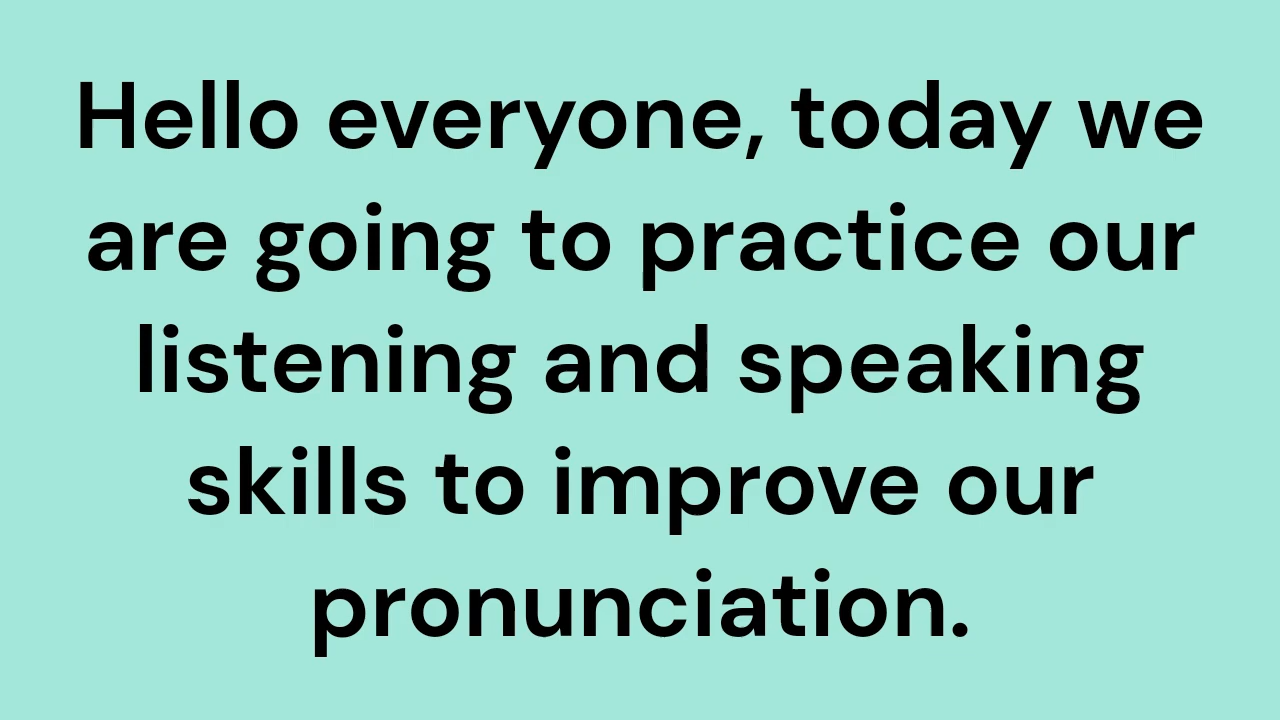 Hello everyone, today we
are going to practice our
listening and speaking
skills to improve our
pronunciation.